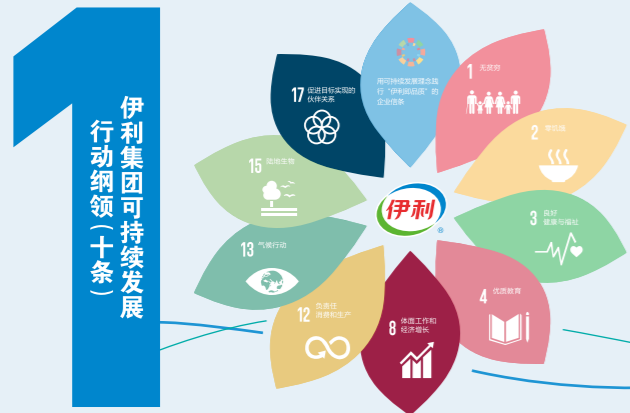 伊利集团可持续发展
行动纲领（十条）
用可持续发展理念践
行“伊利即品质”的
企业信条
1 无贫穷
2 零饥饿
3 良好
健康与福祉
4 优质教育
8 体面工作和
经济增长
12 负责任
消费和生产
13 气候行动
15 陆地生物
17 促进目标实现的
伙伴关系
伊利
®
1